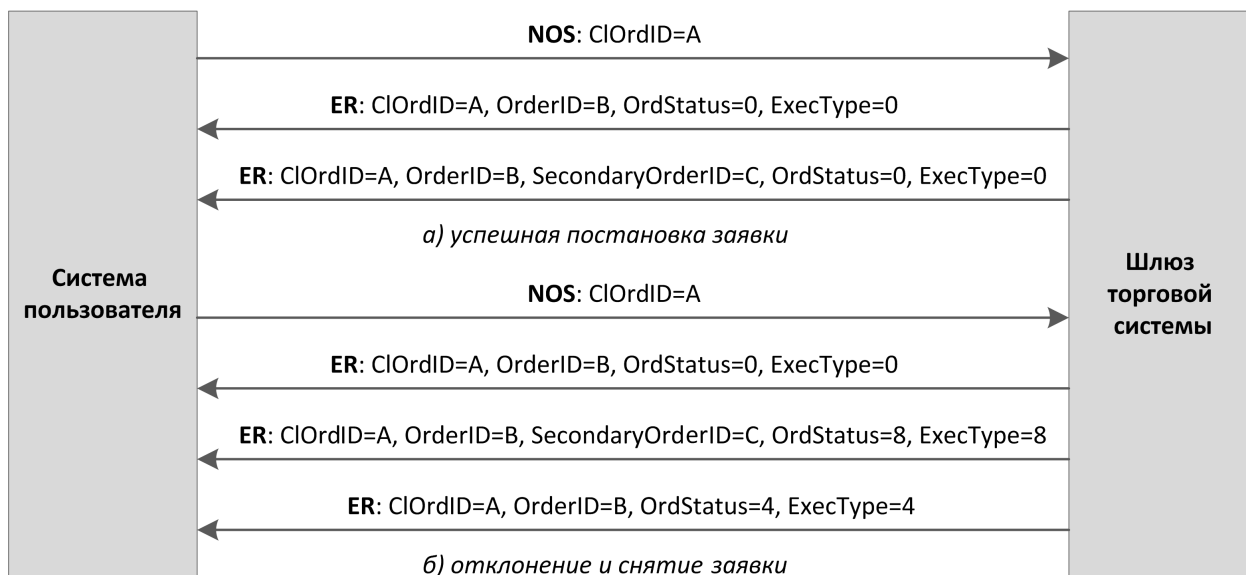 NOS: ClOrdID=A
ER: ClOrdID=A, OrderID=B, OrdStatus=0, ExecType=0
ER: ClOrdID=A, OrderID=B, SecondaryOrderID=C, OrdStatus=0, ExecType=0
а) успешная постановка заявки
Система
пользователя
Шлюз
торговой
системы
NOS: ClOrdID=A
ER: ClOrdID=A, OrderID=B, OrdStatus=0, ExecType=0
ER: ClOrdID=A, OrderID=B, SecondaryOrderID=C, OrdStatus=8, ExecType=8
ER: ClOrdID=A, OrderID=B, OrdStatus=4, ExecType=4
б) отклонение и снятие заявки